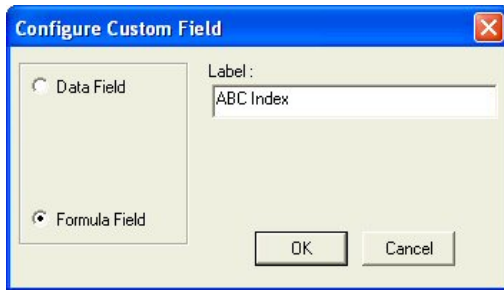 Configure Custom Field
Data Field
Label :
ABC Index
Formula Field
OK
Cancel